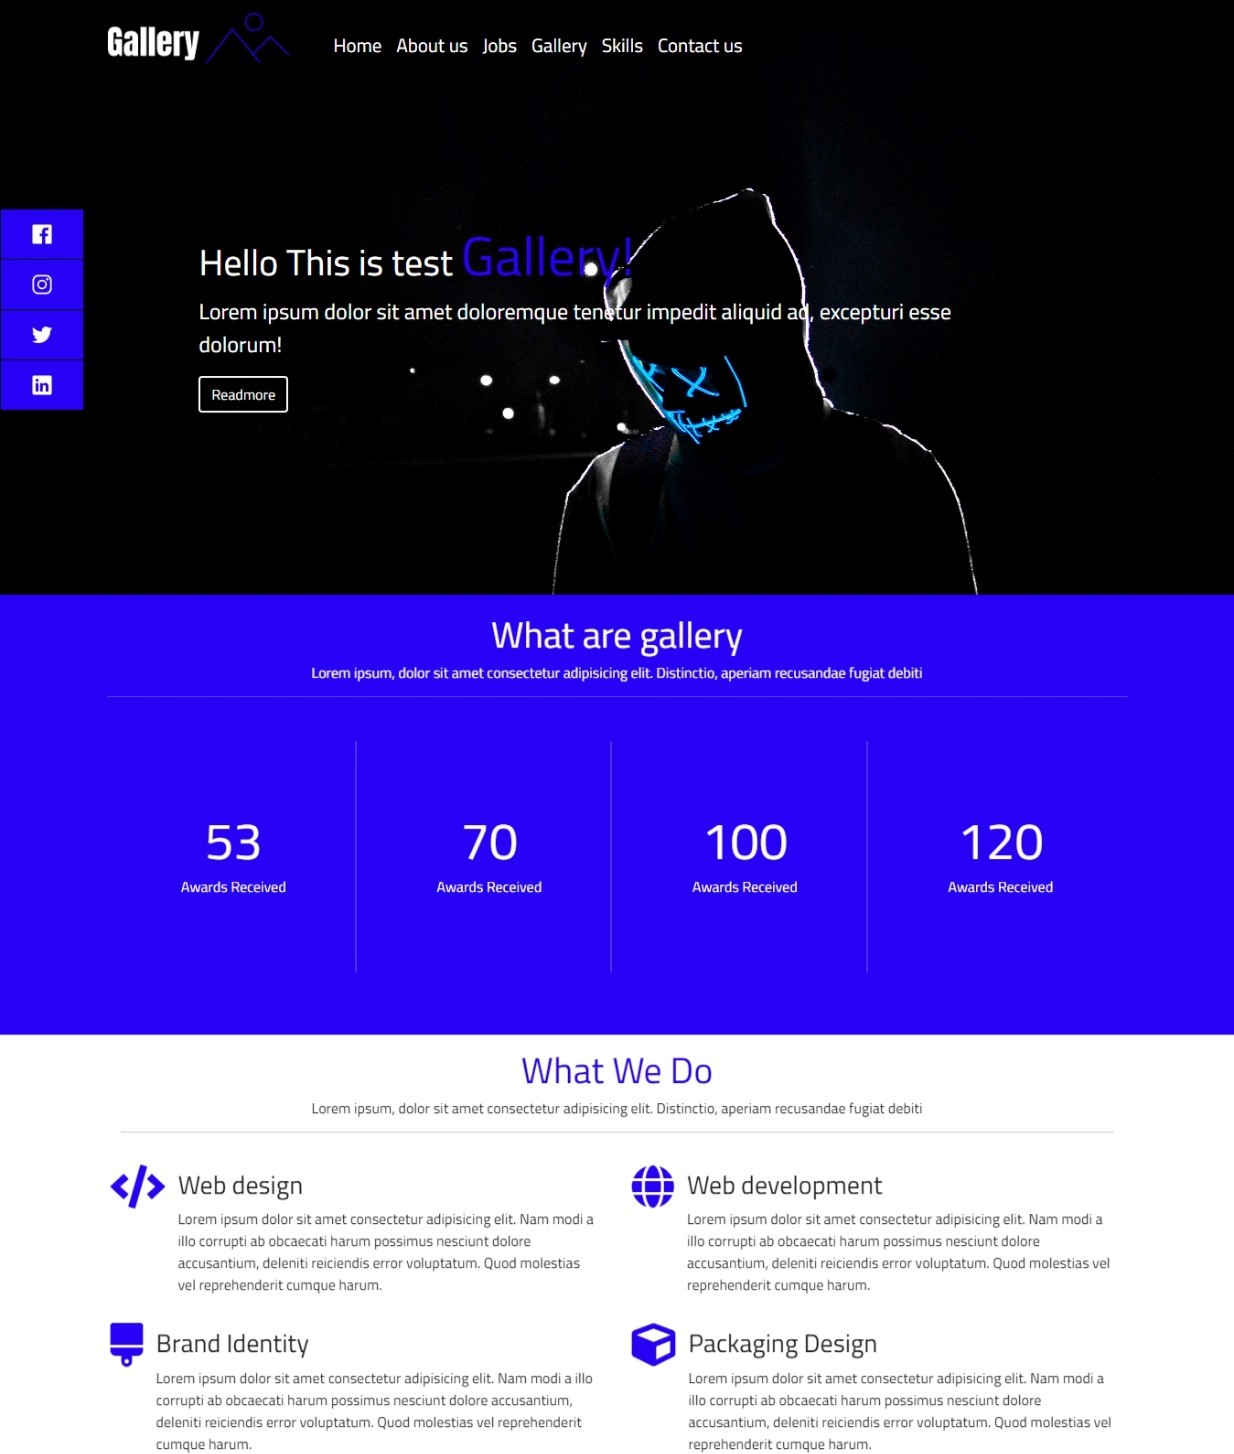 Gallery
Home About us Jobs Gallery Skills Contact us
Hello This is test Gallery!
Lorem ipsum dolor sit amet doloremque tenetur impedit aliquid ad, excepturi esse
dolorum!
Readmore
What are gallery
Lorem ipsum, dolor sit amet consectetur adipisicing elit. Distinctio, aperiam recusandae fugiat debiti
53
Awards Received
70
Awards Received
100
Awards Received
120
Awards Received
What We Do
Lorem ipsum, dolor sit amet consectetur adipisicing elit. Distinctio, aperiam recusandae fugiat debiti
Web design
Lorem ipsum dolor sit amet consectetur adipisicing elit. Nam modi a
illo corrupti ab obcaecati harum possimus nesciunt dolore
accusantium, deleniti reiciendis error voluptatum. Quod molestias
vel reprehenderit cumque harum.
Web development
Lorem ipsum dolor sit amet consectetur adipisicing elit. Nam modi a
illo corrupti ab obcaecati harum possimus nesciunt dolore
accusantium, deleniti reiciendis error voluptatum. Quod molestias vel
reprehenderit cumque harum.
Brand Identity
Lorem ipsum dolor sit amet consectetur adipisicing elit. Nam modi a illo
corrupti ab obcaecati harum possimus nesciunt dolore accusantium,
deleniti reiciendis error voluptatum. Quod molestias vel reprehenderit
cumque harum.
Packaging Design
Lorem ipsum dolor sit amet consectetur adipisicing elit. Nam modi a
illo corrupti ab obcaecati harum possimus nesciunt dolore
accusantium, deleniti reiciendis error voluptatum. Quod molestias vel
reprehenderit cumque harum.